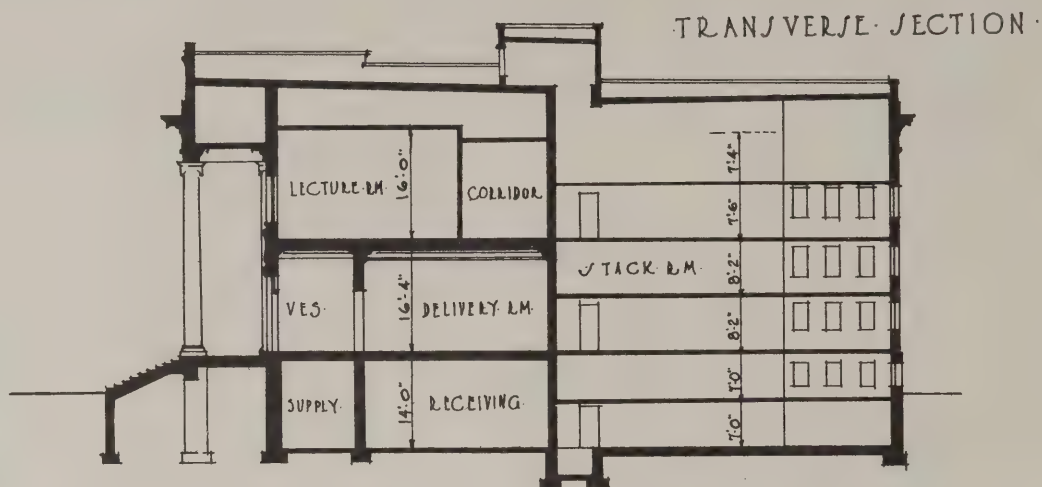 ·TRANSVERSE·SECTION·
LECTURE·RM·
16'·0"
CORRIDOR
7'·4"
7'·6"
STACK·RM·
8'·2"
VES·
16'·4"
DELIVERY·RM·
8'·2"
SUPPLY·
14'·0"
RECEIVING·
7'·0"
7'·0"